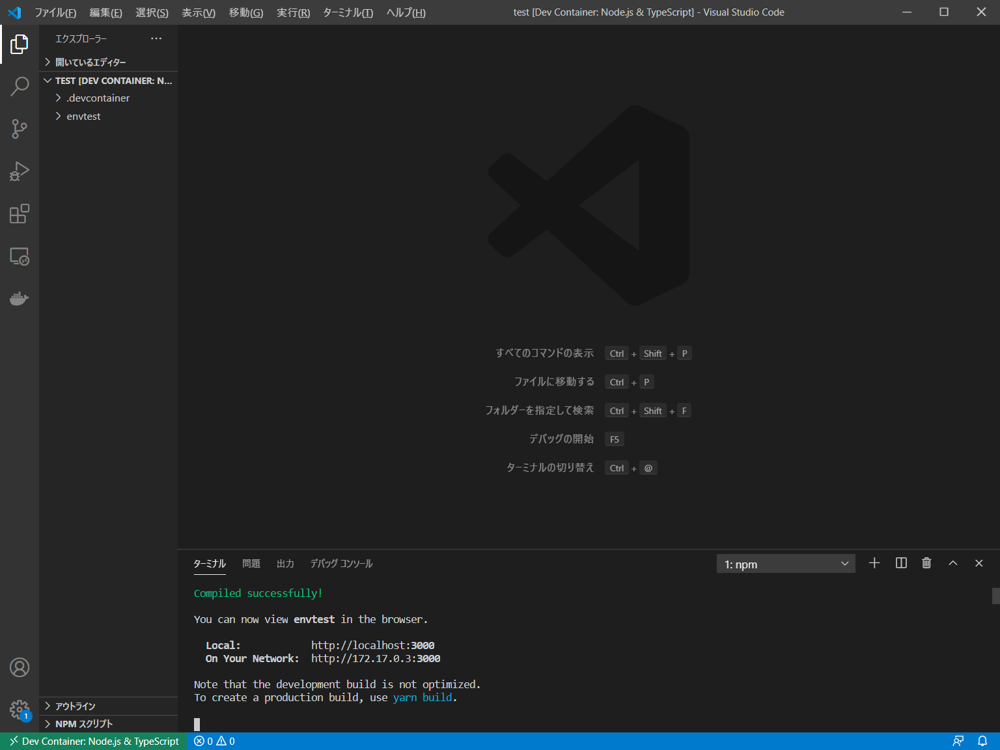 ファイル(F) 編集(E) 選択(S) 表示(V) 移動(G) 実行(R) ターミナル(T) ヘルプ(H) test [Dev Container: Node.js & TypeScript] - Visual Studio Code
エクスプローラー ...
開いているエディター
TEST [DEV CONTAINER: N...
.devcontainer
envtest
すべてのコマンドの表示 Ctrl + Shift + P
ファイルに移動する Ctrl + P
フォルダーを指定して検索 Ctrl + Shift + F
デバッグの開始 F5
ターミナルの切り替え Ctrl + @
ターミナル 問題 出力 デバッグ コンソール 1: npm
Compiled successfully!
You can now view envtest in the browser.
Local: http://localhost:3000
On Your Network: http://172.17.0.3:3000
Note that the development build is not optimized.
To create a production build, use yarn build.
アウトライン
1
NPM スクリプト
Dev Container: Node.js & TypeScript 0 0